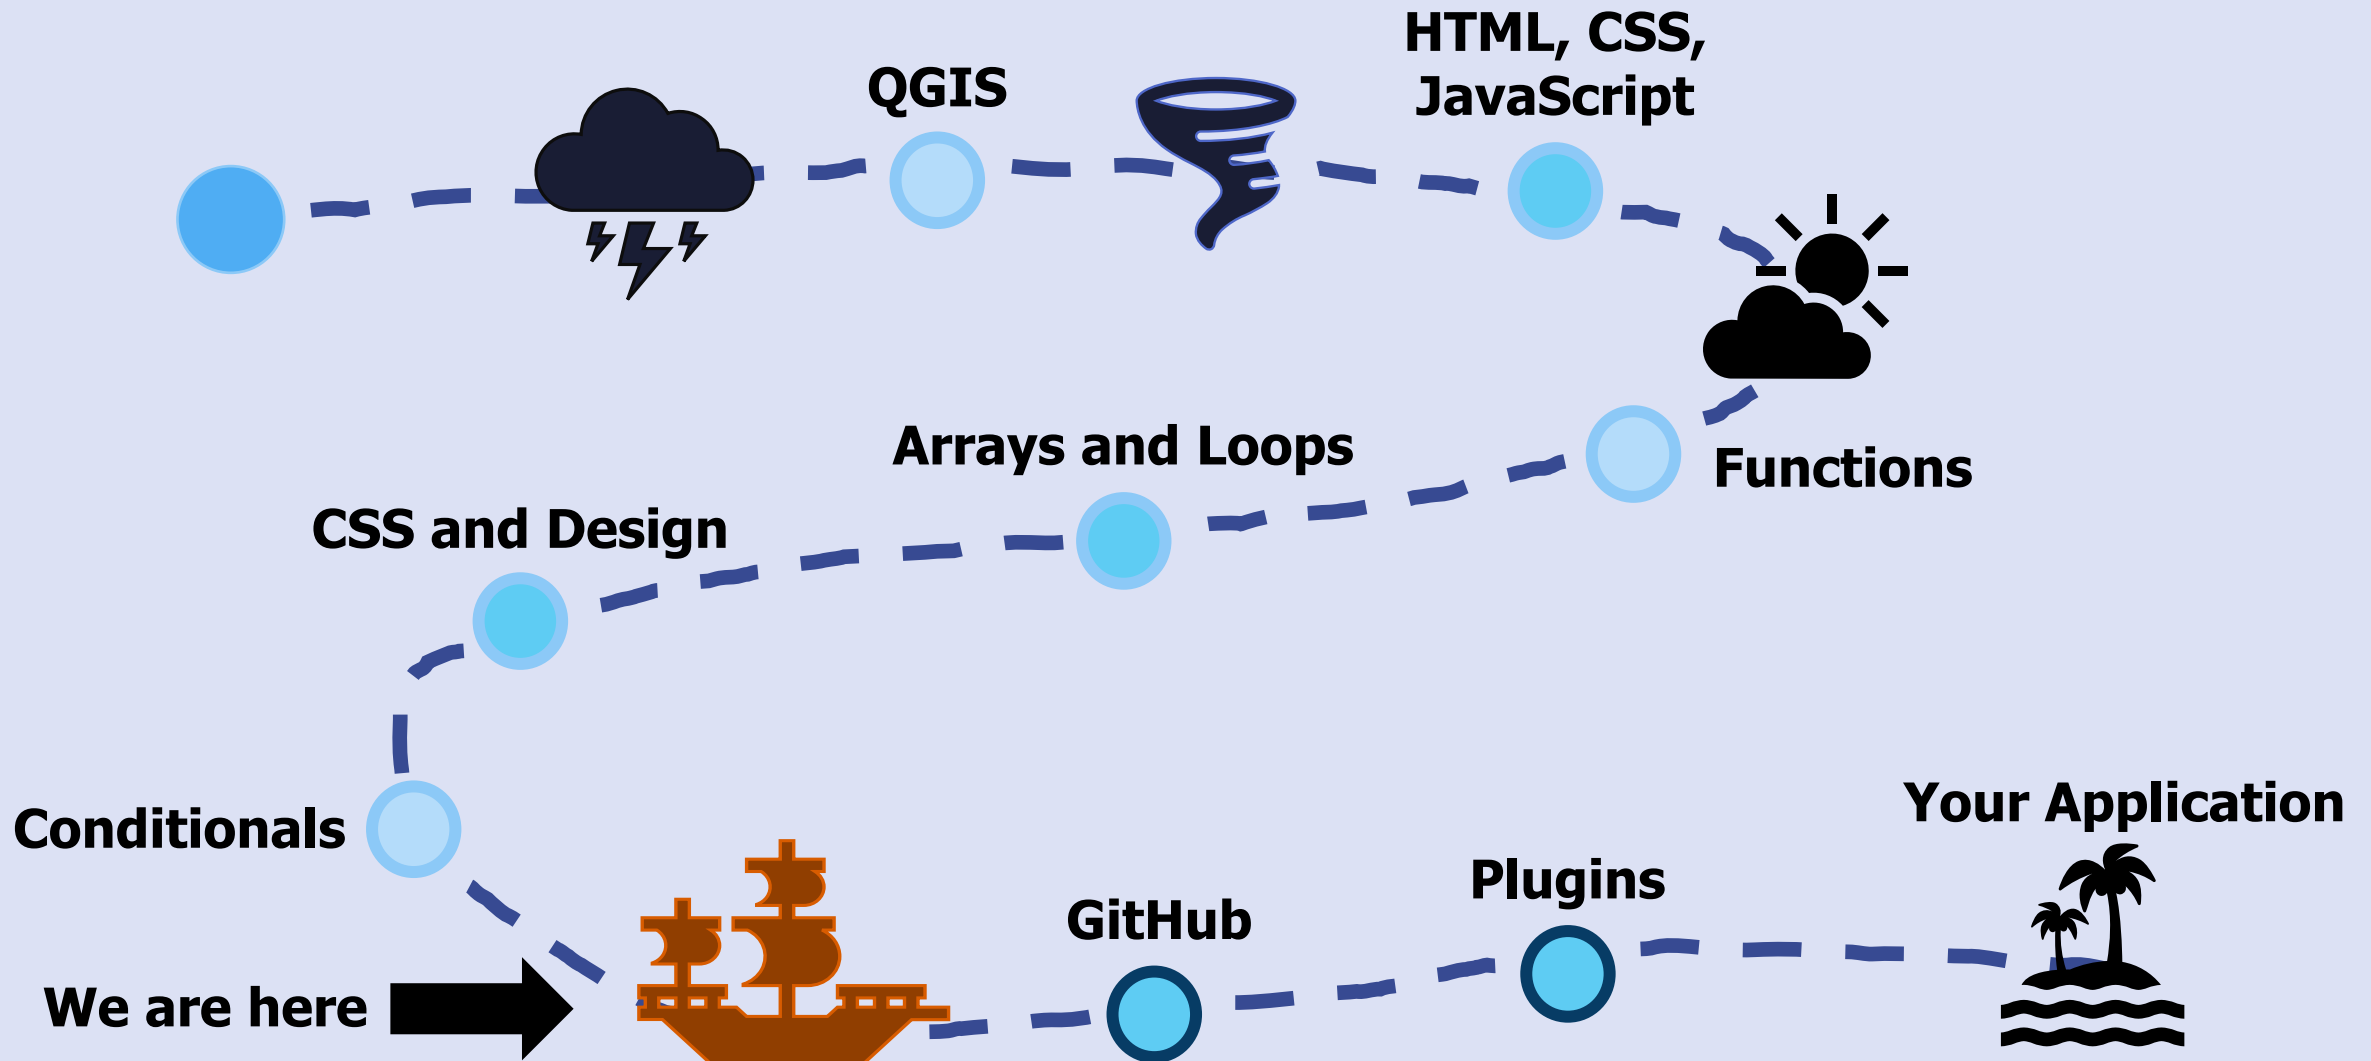 QGIS
HTML, CSS,
JavaScript
Functions
Arrays and Loops
CSS and Design
Conditionals
We are here
GitHub
Plugins
Your Application